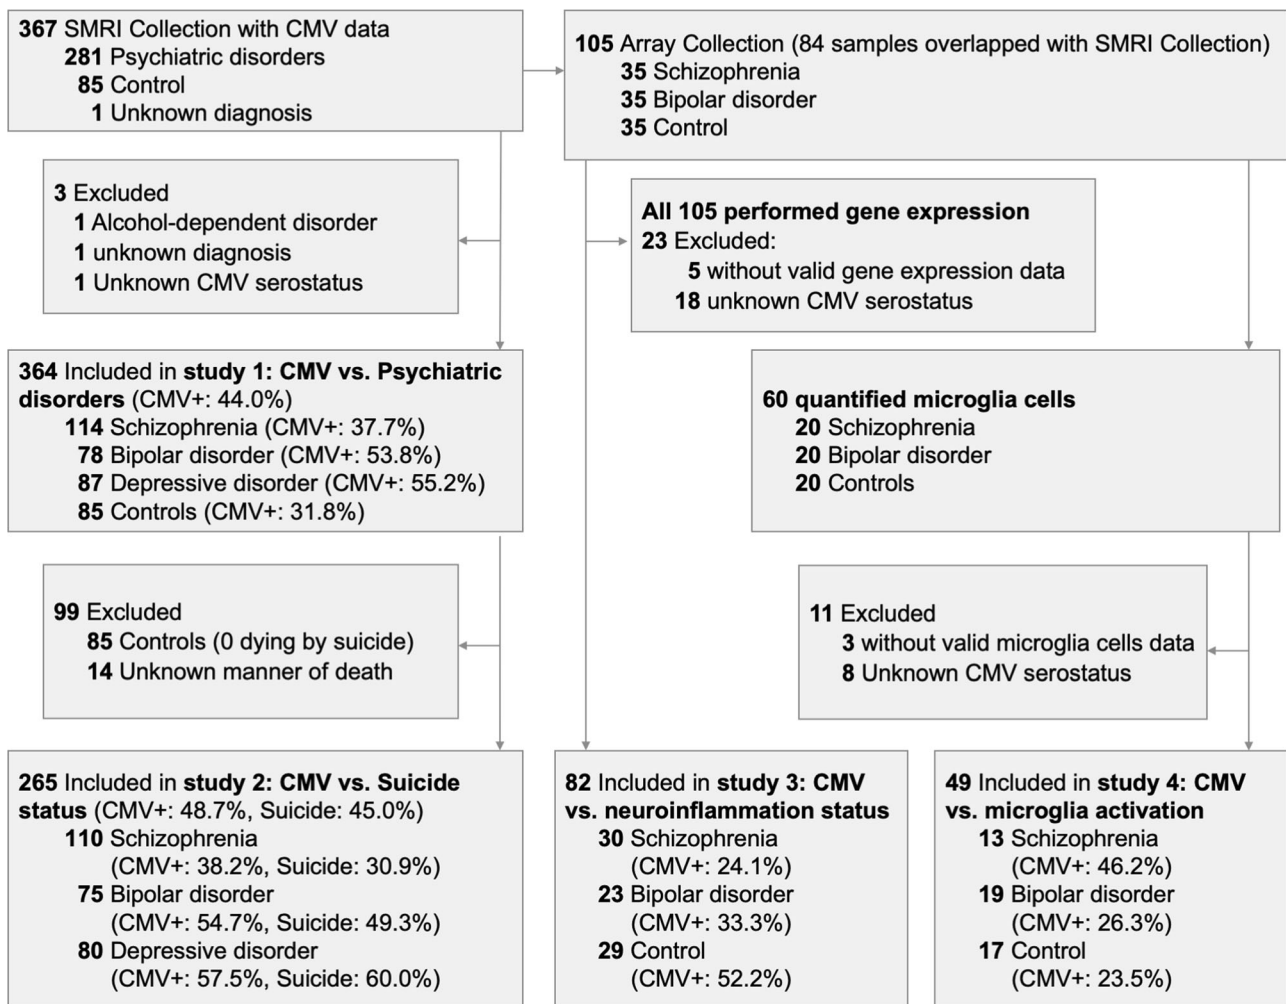 367 SMRI Collection with CMV data
281 Psychiatric disorders
85 Control
1 Unknown diagnosis
105 Array Collection (84 samples overlapped with SMRI Collection)
35 Schizophrenia
35 Bipolar disorder
35 Control
3 Excluded
1 Alcohol-dependent disorder
1 unknown diagnosis
1 Unknown CMV serostatus
All 105 performed gene expression
23 Excluded:
5 without valid gene expression data
18 unknown CMV serostatus
364 Included in study 1: CMV vs. Psychiatric
disorders (CMV+: 44.0%)
114 Schizophrenia (CMV+: 37.7%)
78 Bipolar disorder (CMV+: 53.8%)
87 Depressive disorder (CMV+: 55.2%)
85 Controls (CMV+: 31.8%)
60 quantified microglia cells
20 Schizophrenia
20 Bipolar disorder
20 Controls
99 Excluded
85 Controls (0 dying by suicide)
14 Unknown manner of death
11 Excluded
3 without valid microglia cells data
8 Unknown CMV serostatus
265 Included in study 2: CMV vs. Suicide
status (CMV+: 48.7%, Suicide: 45.0%)
110 Schizophrenia
(CMV+: 38.2%, Suicide: 30.9%)
75 Bipolar disorder
(CMV+: 54.7%, Suicide: 49.3%)
80 Depressive disorder
(CMV+: 57.5%, Suicide: 60.0%)
82 Included in study 3: CMV
vs. neuroinflammation status
30 Schizophrenia
(CMV+: 24.1%)
23 Bipolar disorder
(CMV+: 33.3%)
29 Control
(CMV+: 52.2%)
49 Included in study 4: CMV
vs. microglia activation
13 Schizophrenia
(CMV+: 46.2%)
19 Bipolar disorder
(CMV+: 26.3%)
17 Control
(CMV+: 23.5%)